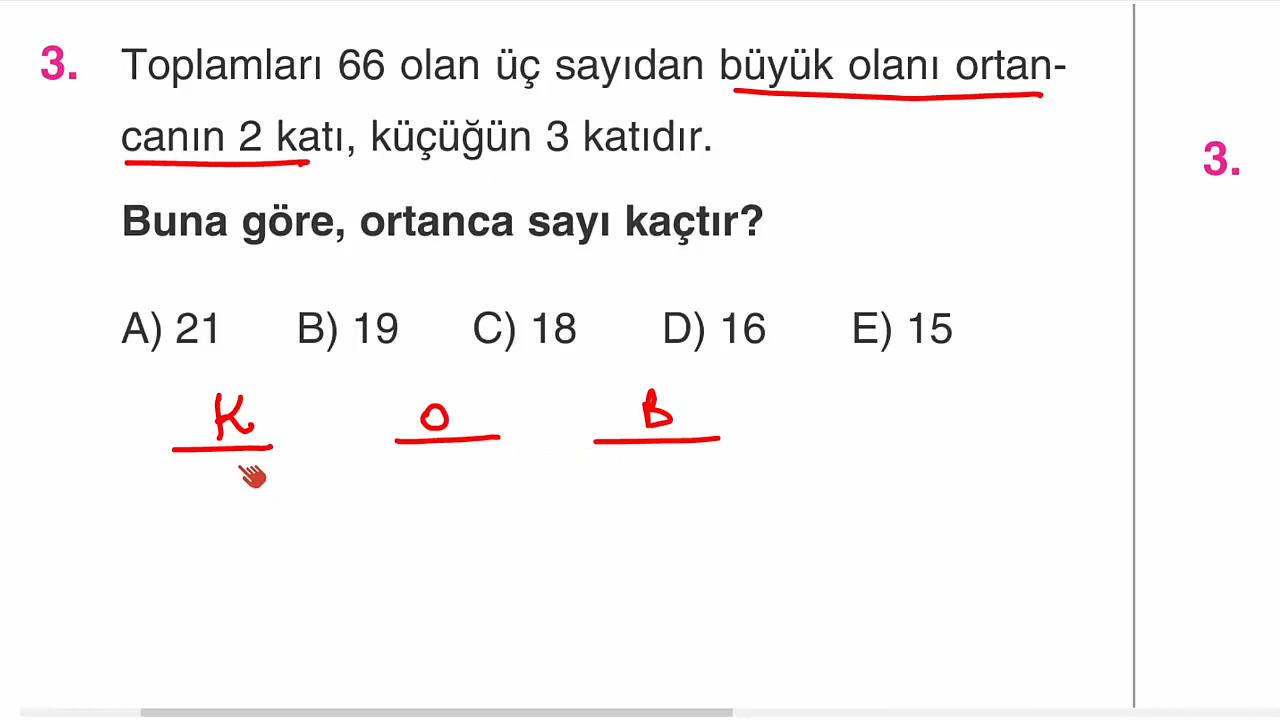 3. Toplamları 66 olan üç sayıdan büyük olanı ortan-
canın 2 katı, küçüğün 3 katıdır.
Buna göre, ortanca sayı kaçtır?
A) 21 B) 19 C) 18 D) 16 E) 15
K O B
3.